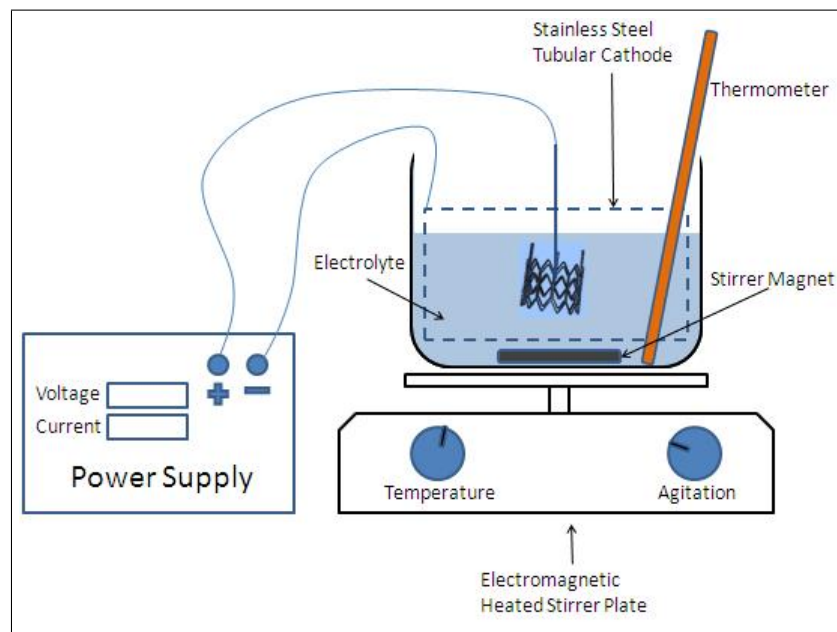 Stainless Steel
Tubular Cathode
Thermometer
Electrolyte
Stirrer Magnet
+ −
Voltage
Current
Power Supply
Temperature
Agitation
Electromagnetic
Heated Stirrer Plate